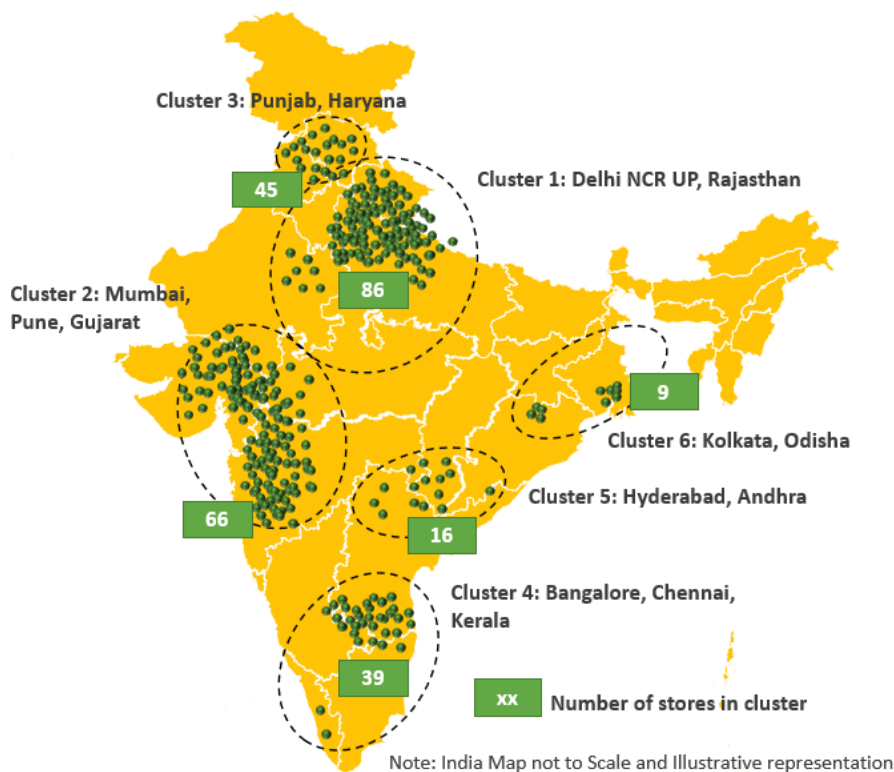 Cluster 3: Punjab, Haryana
45
Cluster 1: Delhi NCR UP, Rajasthan
86
Cluster 2: Mumbai,
Pune, Gujarat
66
9
Cluster 6: Kolkata, Odisha
Cluster 5: Hyderabad, Andhra
16
Cluster 4: Bangalore, Chennai,
Kerala
39
xx Number of stores in cluster
Note: India Map not to Scale and Illustrative representation